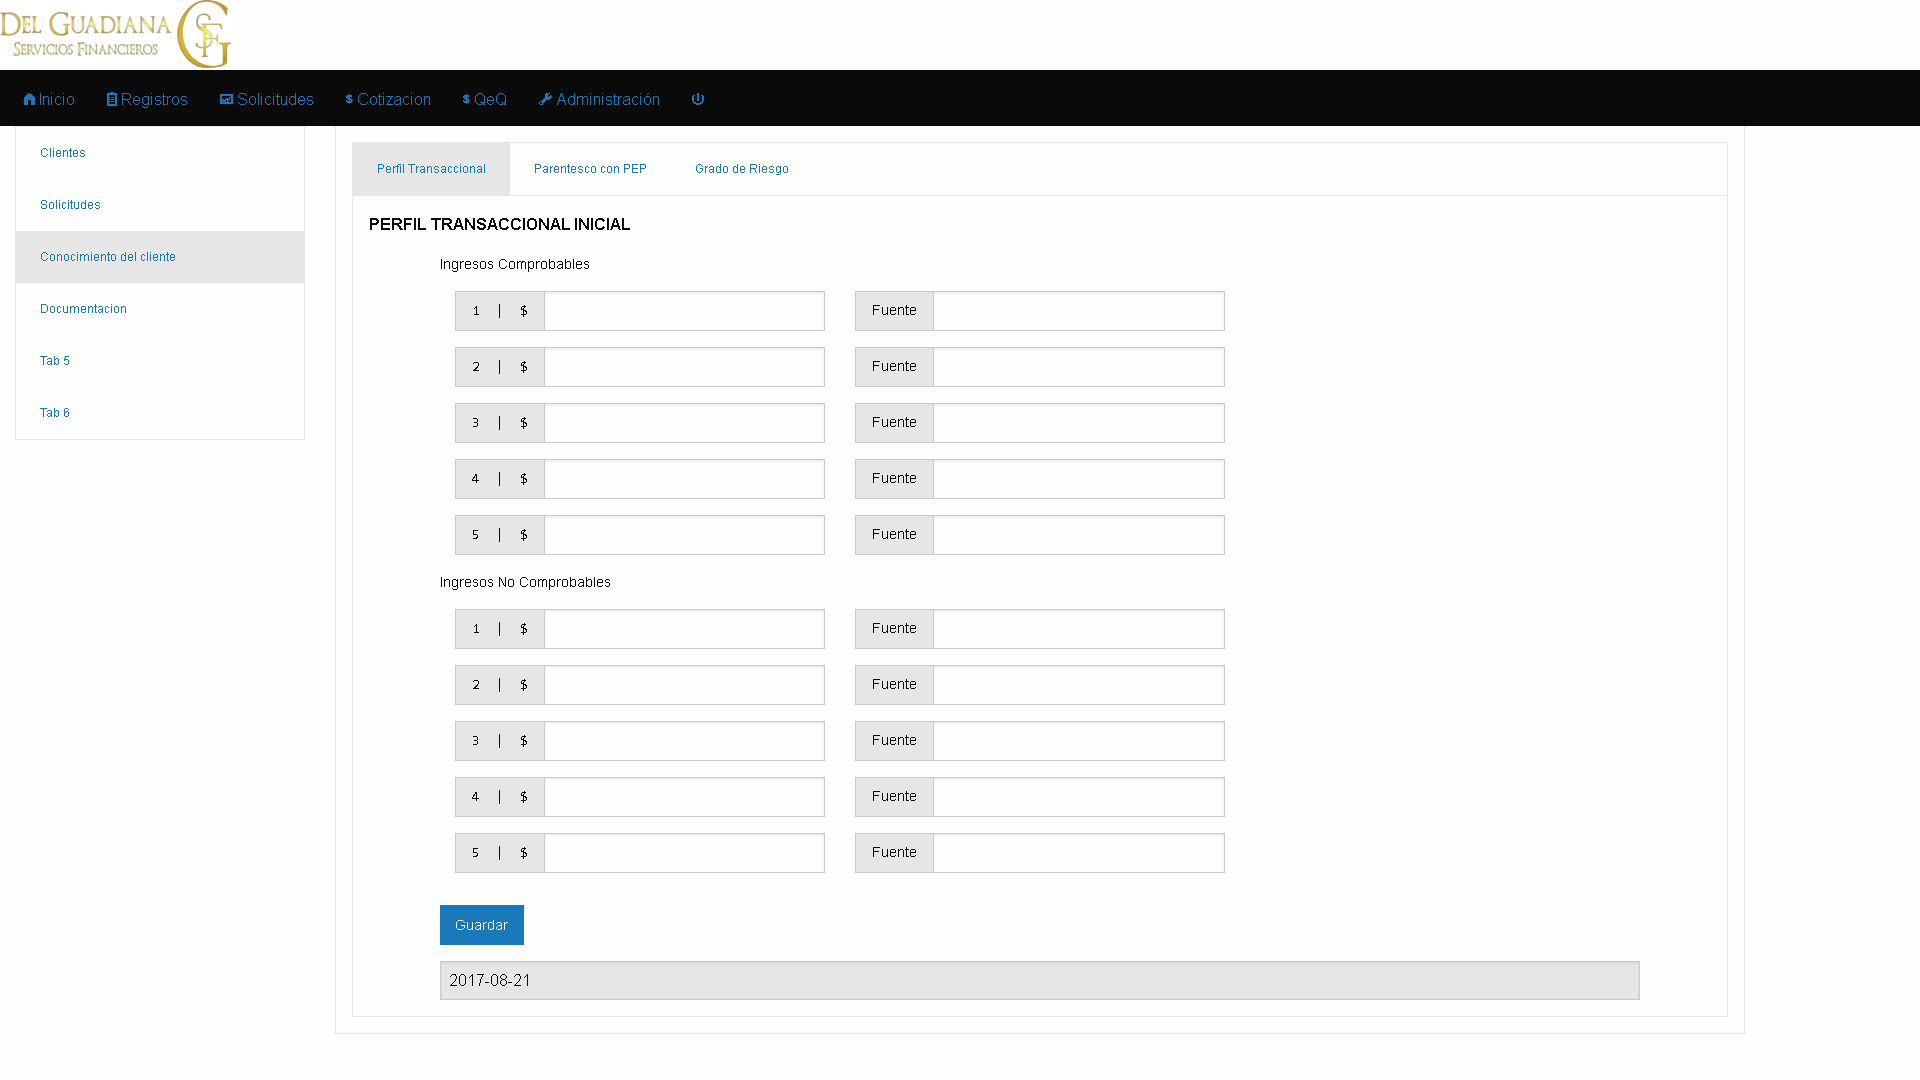 DEL GUADIANA
SERVICIOS FINANCIEROS
Inicio Registros Solicitudes $ Cotizacion $ QeQ Administración
Clientes
Solicitudes
Conocimiento del cliente
Documentacion
Tab 5
Tab 6
Perfil Transaccional Parentesco con PEP Grado de Riesgo
PERFIL TRANSACCIONAL INICIAL
Ingresos Comprobables
1 | $ Fuente
2 | $ Fuente
3 | $ Fuente
4 | $ Fuente
5 | $ Fuente
Ingresos No Comprobables
1 | $ Fuente
2 | $ Fuente
3 | $ Fuente
4 | $ Fuente
5 | $ Fuente
Guardar
2017-08-21